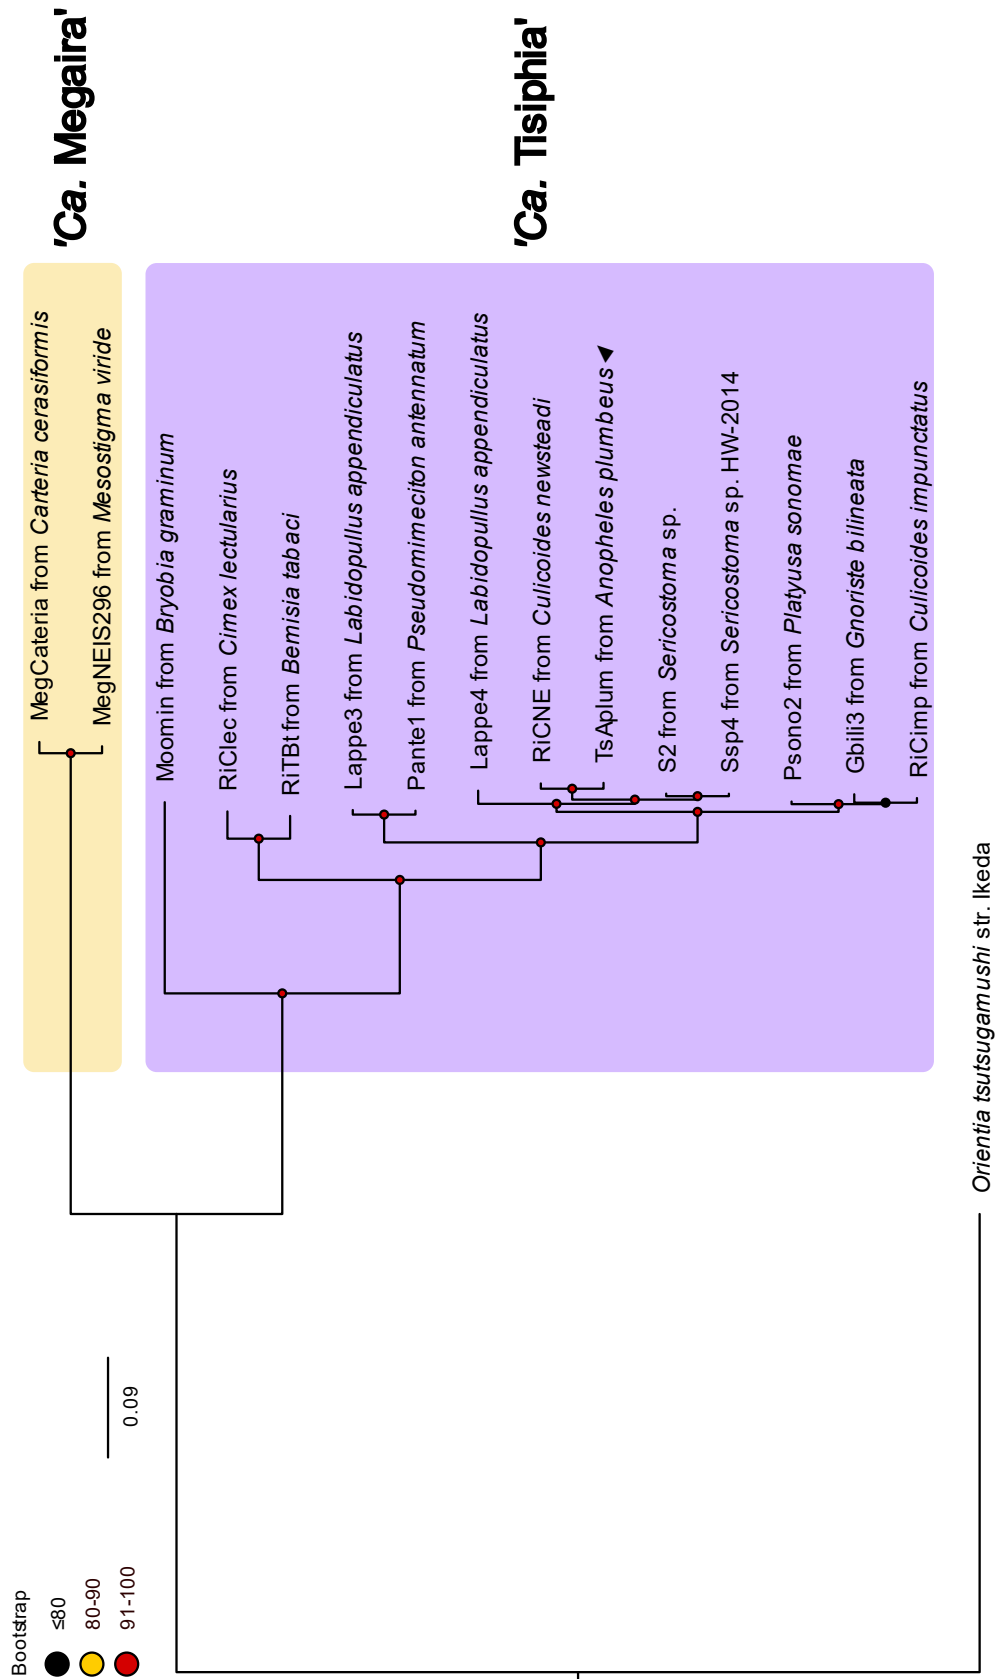 'Ca. Megaira'
'Ca. Tisiphia'
MegCateria from Carteria cerasiformis
MegNEIS296 from Mesostigma viride
Moomin from Bryobia graminum
RiClec from Cimex lectularius
RiTBt from Bemisia tabaci
Lappe3 from Labidopullus appendiculatus
Pante1 from Pseudomimeciton antennatum
Lappe4 from Labidopullus appendiculatus
RiCNE from Culicoides newsteadi
TsAplum from Anopheles plumbeus
S2 from Sericostoma sp.
Ssp4 from Sericostoma sp. HW-2014
Psono2 from Platyusa sonomae
Gbili3 from Gnoriste bilineata
RiCimp from Culicoides impunctatus
Orientia tsutsugamushi str. Ikeda
0.09
Bootstrap
≤80
80-90
91-100